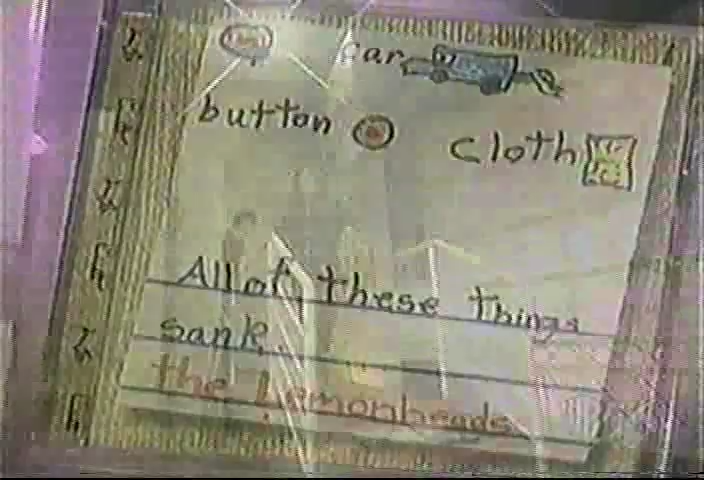 car
button
cloth
All of these things
sank.
the Lemonheads